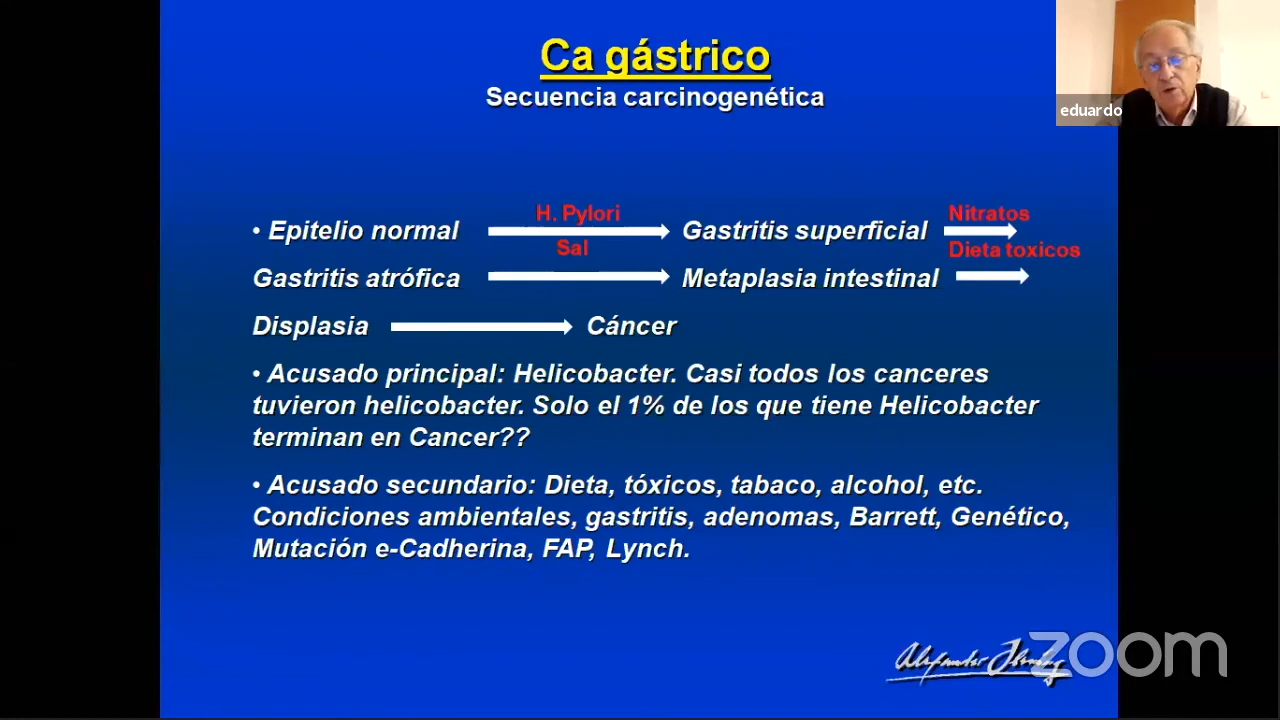 Ca gástrico
Secuencia carcinogenética
eduardo
H. Pylori
Nitratos
• Epitelio normal Gastritis superficial
Sal
Dieta toxicos
Gastritis atrófica Metaplasia intestinal
Displasia Cáncer
• Acusado principal: Helicobacter. Casi todos los canceres
tuvieron helicobacter. Solo el 1% de los que tiene Helicobacter
terminan en Cancer??
• Acusado secundario: Dieta, tóxicos, tabaco, alcohol, etc.
Condiciones ambientales, gastritis, adenomas, Barrett, Genético,
Mutación e-Cadherina, FAP, Lynch.
zoom